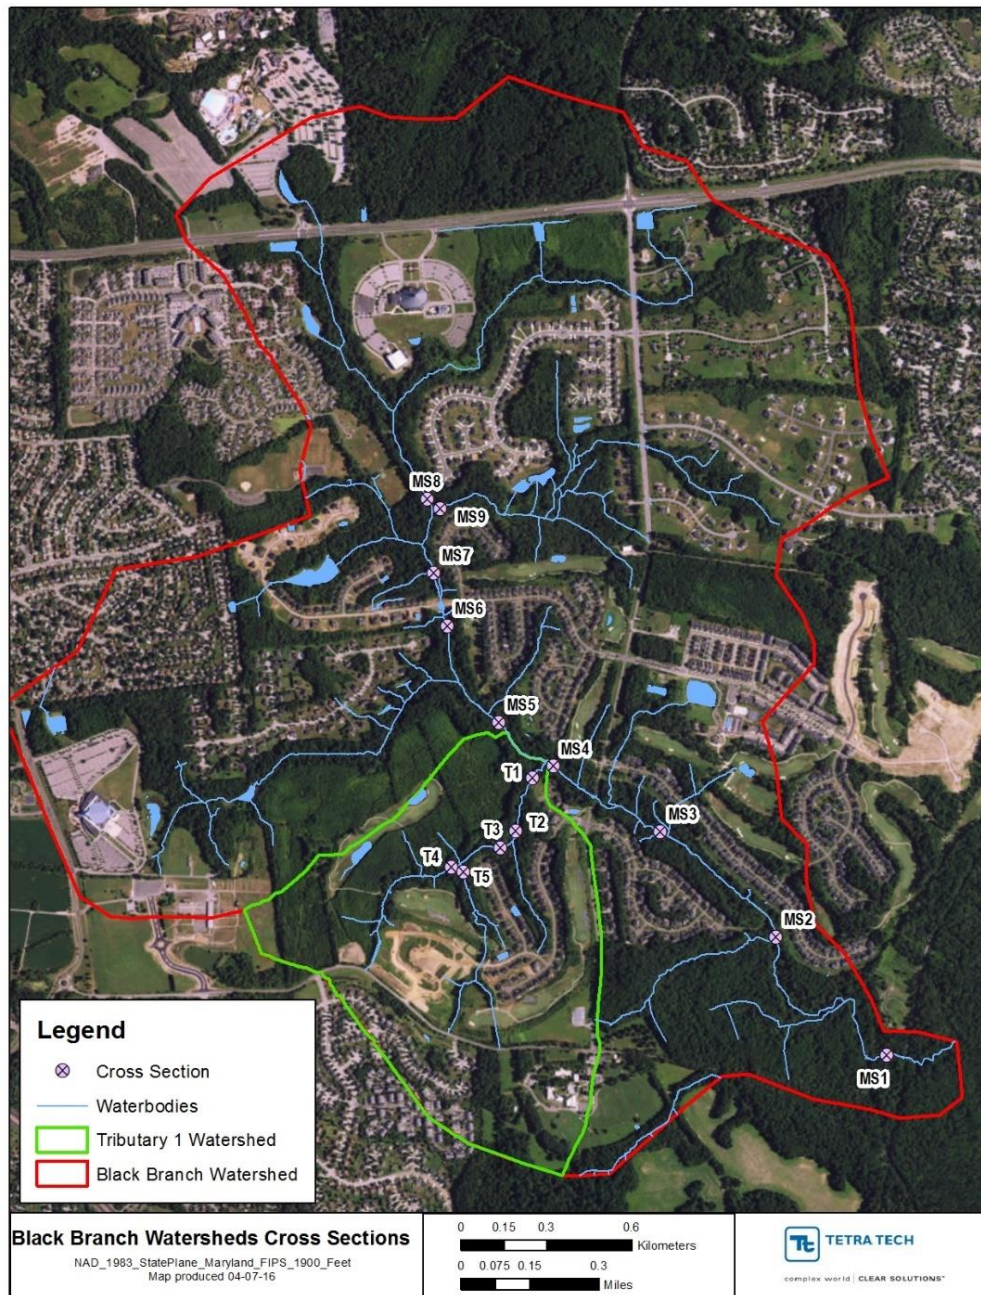 MS8
MS9
MS7
MS6
MS5
MS4
T1
MS3
T2
T3
T4
T5
MS2
MS1
Legend
Cross Section
Waterbodies
Tributary 1 Watershed
Black Branch Watershed
Black Branch Watersheds Cross Sections
NAD_1983_StatePlane_Maryland_FIPS_1900_Feet
Map produced 04-07-16
0 0.15 0.3 0.6
Kilometers
0 0.075 0.15 0.3
Miles
Tt TETRA TECH
complex world | CLEAR SOLUTIONS™